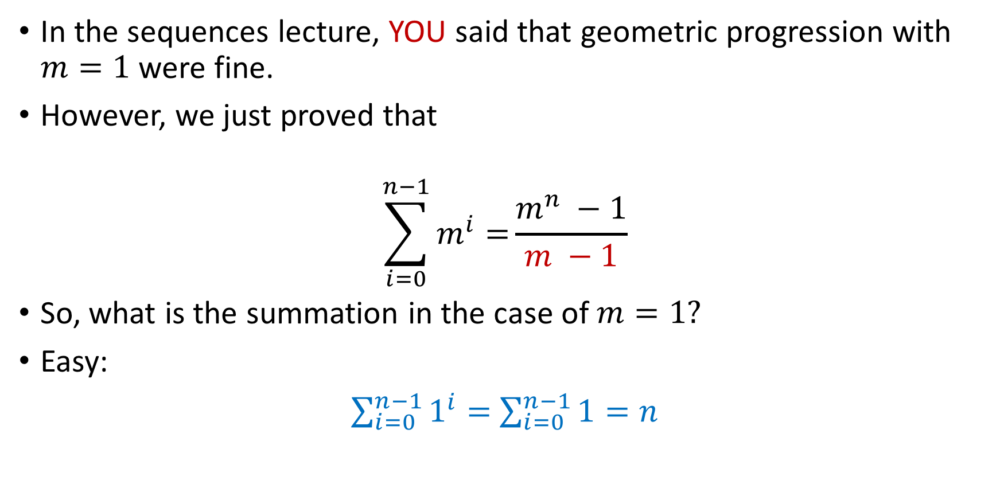 • In the sequences lecture, YOU said that geometric progression with
m = 1 were fine.
• However, we just proved that
\sum_{i=0}^{n-1} m^i = \frac{m^n - 1}{m - 1}
• So, what is the summation in the case of m = 1?
• Easy:
\sum_{i=0}^{n-1} 1^i = \sum_{i=0}^{n-1} 1 = n